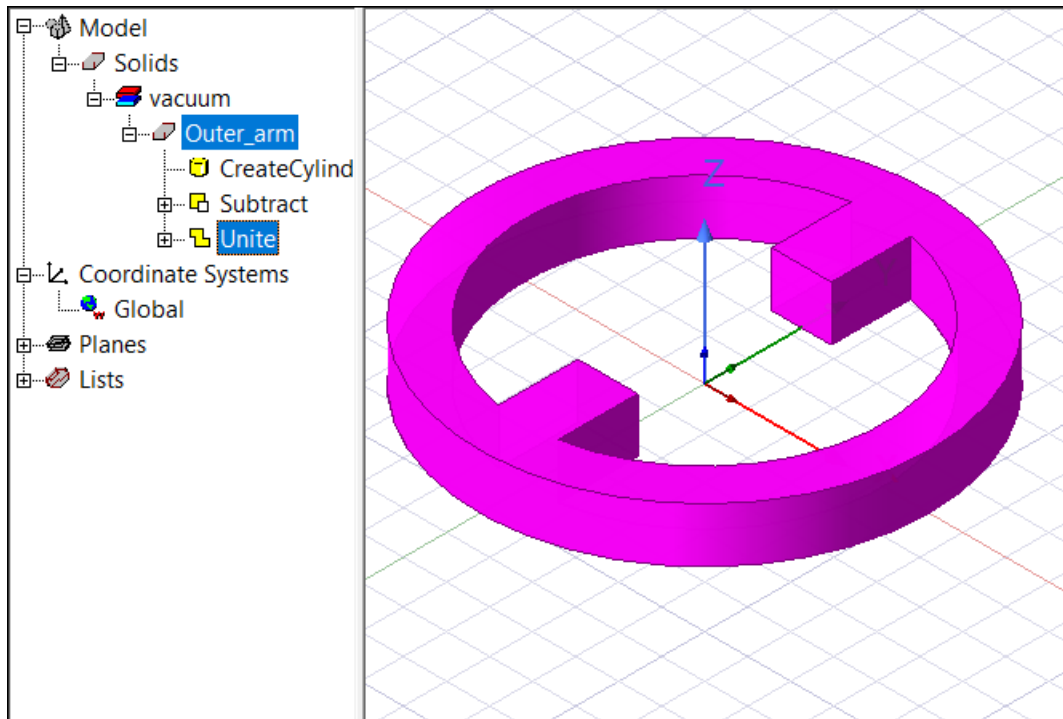 Model
Solids
vacuum
Outer_arm
CreateCylind
Subtract
Unite
Coordinate Systems
Global
Planes
Lists
Z